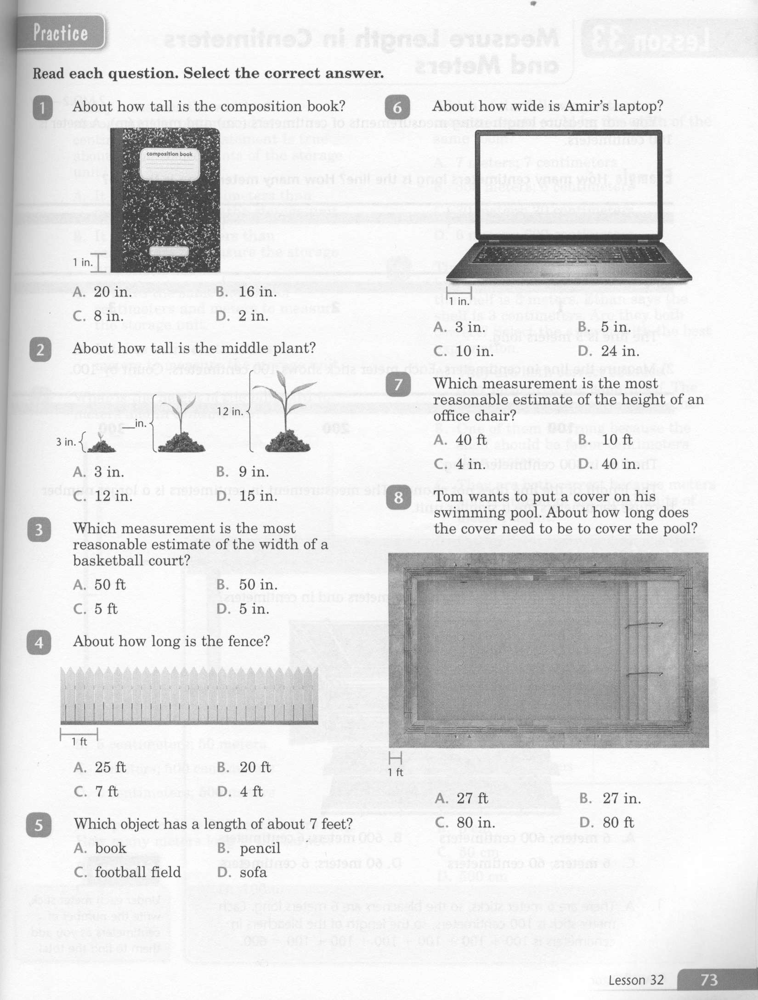 Practice
Read each question. Select the correct answer.
1 About how tall is the composition book?
composition book
1 in.
A. 20 in. B. 16 in.
C. 8 in. D. 2 in.
2 About how tall is the middle plant?
3 in.
__in.
12 in.
A. 3 in. B. 9 in.
C. 12 in. D. 15 in.
3 Which measurement is the most
reasonable estimate of the width of a
basketball court?
A. 50 ft B. 50 in.
C. 5 ft D. 5 in.
4 About how long is the fence?
1 ft
A. 25 ft B. 20 ft
C. 7 ft D. 4 ft
5 Which object has a length of about 7 feet?
A. book B. pencil
C. football field D. sofa
6 About how wide is Amir's laptop?
1 in.
A. 3 in. B. 5 in.
C. 10 in. D. 24 in.
7 Which measurement is the most
reasonable estimate of the height of an
office chair?
A. 40 ft B. 10 ft
C. 4 in. D. 40 in.
8 Tom wants to put a cover on his
swimming pool. About how long does
the cover need to be to cover the pool?
1 ft
A. 27 ft B. 27 in.
C. 80 in. D. 80 ft
Lesson 32 73